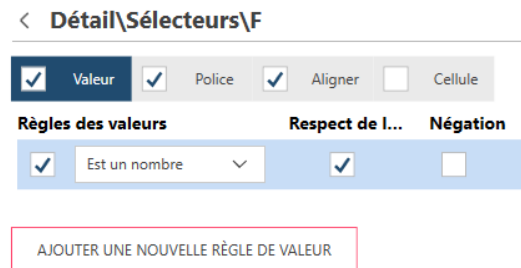 Détail\Sélecteurs\F
Valeur Police Aligner Cellule
Règles des valeurs Respect de l... Négation
Est un nombre
AJOUTER UNE NOUVELLE RÈGLE DE VALEUR